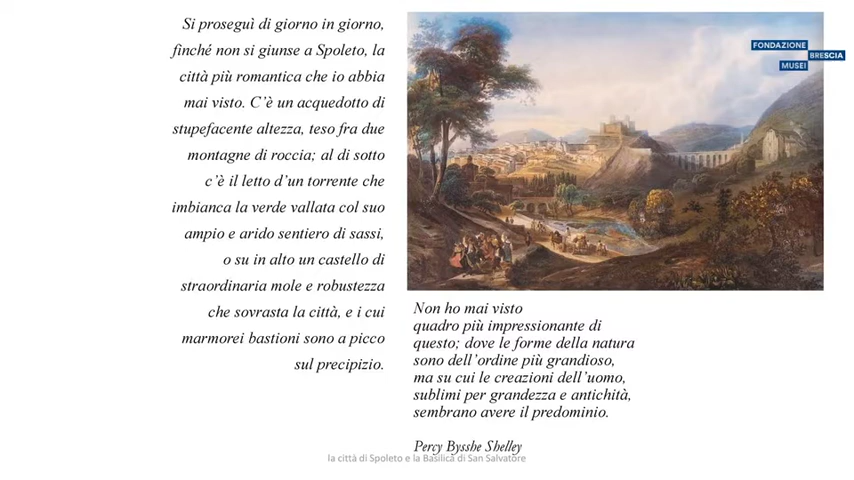 Si proseguì di giorno in giorno,
finché non si giunse a Spoleto, la
città più romantica che io abbia
mai visto. C’è un acquedotto di
stupefacente altezza, teso fra due
montagne di roccia; al di sotto
c’è il letto d’un torrente che
imbianca la verde vallata col suo
ampio e arido sentiero di sassi,
o su in alto un castello di
straordinaria mole e robustezza
che sovrasta la città, e i cui
marmorei bastioni sono a picco
sul precipizio.
FONDAZIONE
BRESCIA
MUSEI
Non ho mai visto
quadro più impressionante di
questo; dove le forme della natura
sono dell’ordine più grandioso,
ma su cui le creazioni dell’uomo,
sublimi per grandezza e antichità,
sembrano avere il predominio.
Percy Bysshe Shelley
la città di Spoleto e la Basilica di San Salvatore